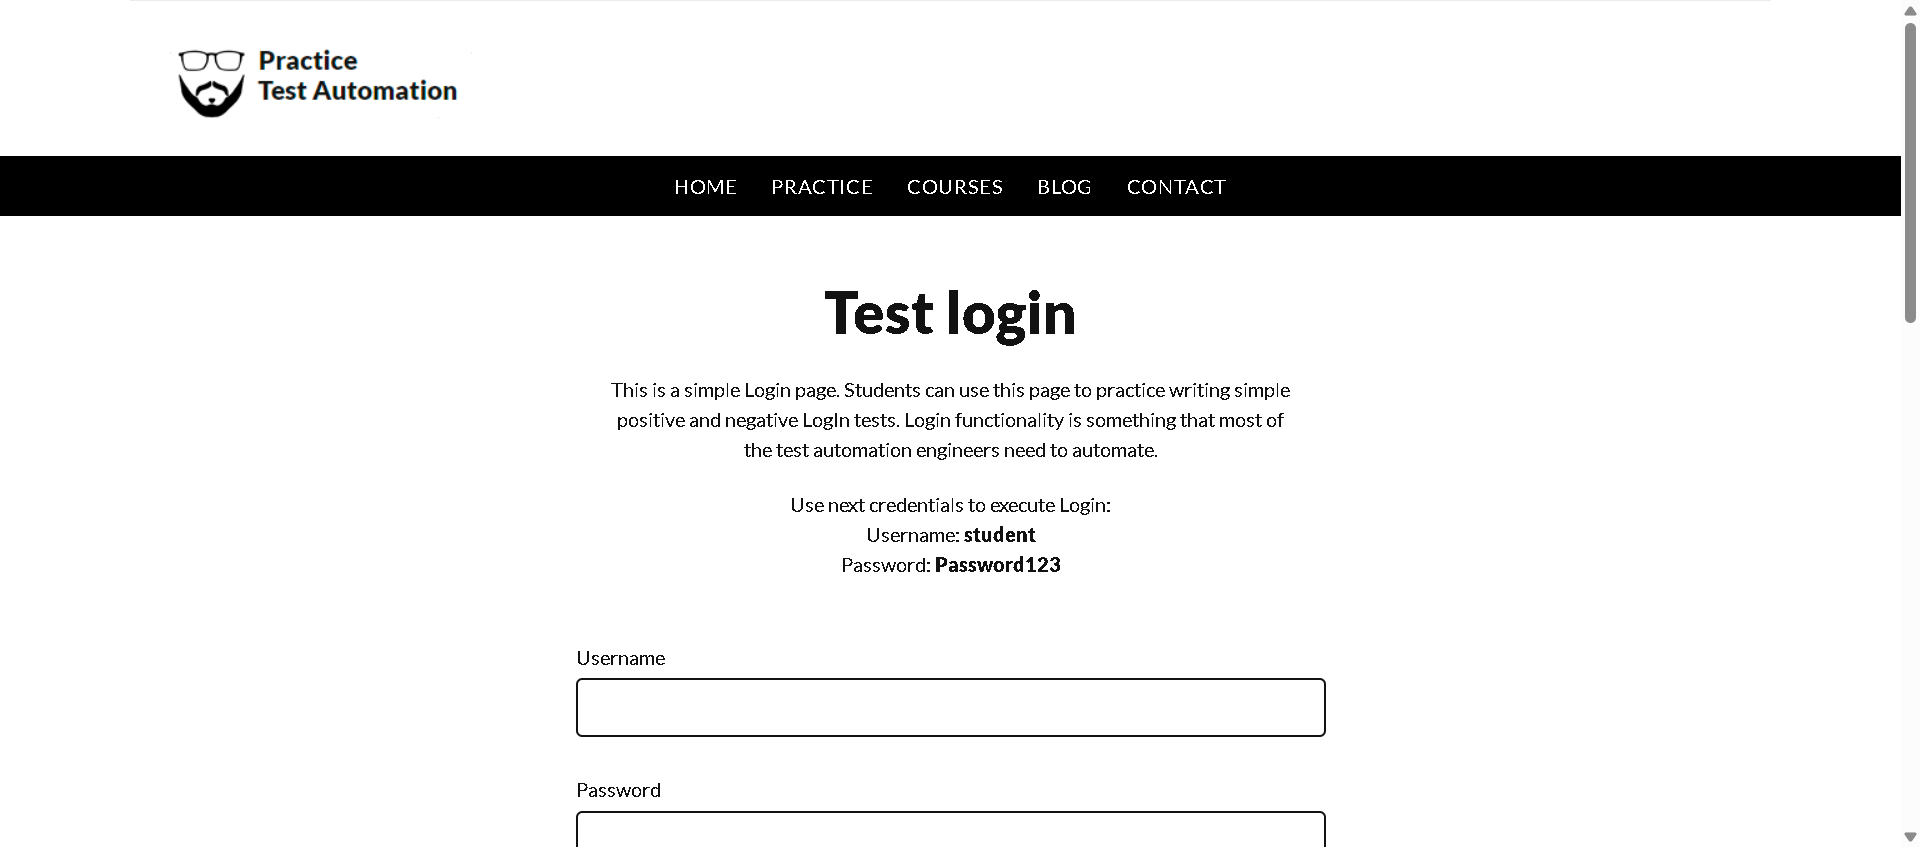 Practice
Test Automation
HOME PRACTICE COURSES BLOG CONTACT
Test login
This is a simple Login page. Students can use this page to practice writing simple
positive and negative LogIn tests. Login functionality is something that most of
the test automation engineers need to automate.
Use next credentials to execute Login:
Username: student
Password: Password123
Username
Password